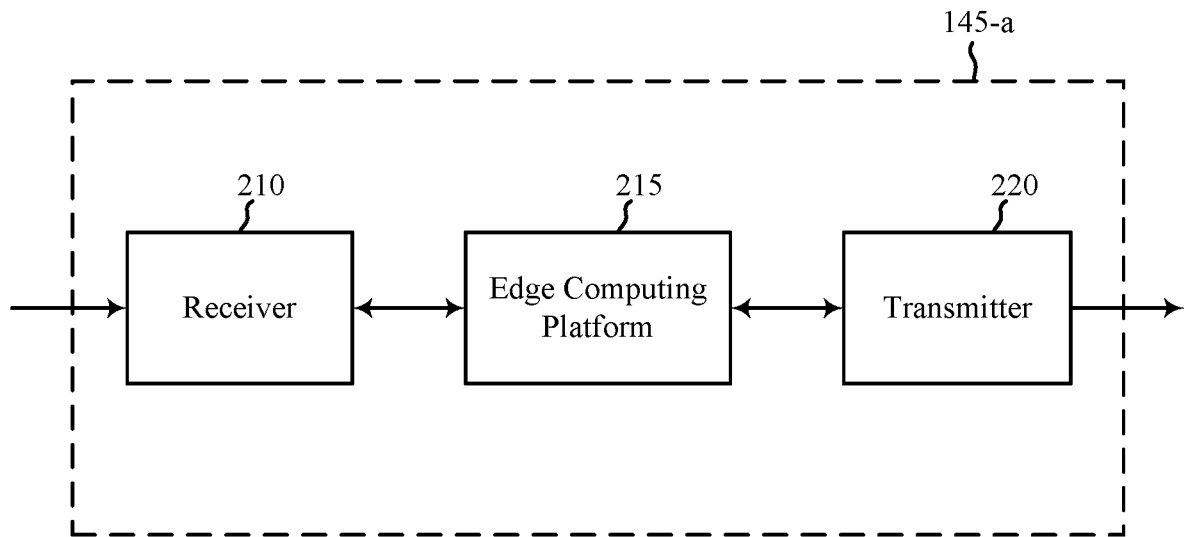 145-a
210
215
220
Receiver
Edge Computing
Platform
Transmitter